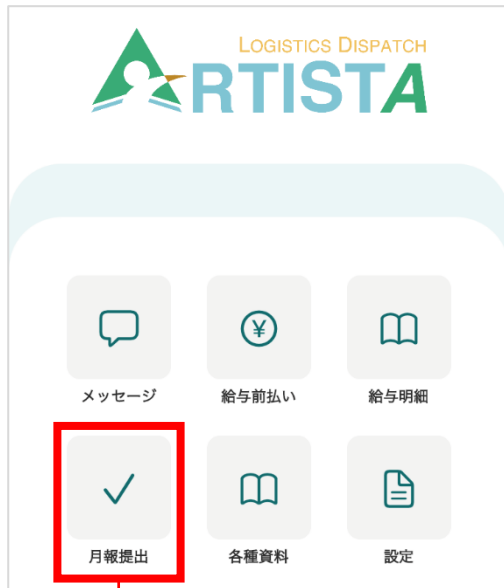 LOGISTICS DISPATCH
ARTISTA
メッセージ
給与前払い
給与明細
月報提出
各種資料
設定